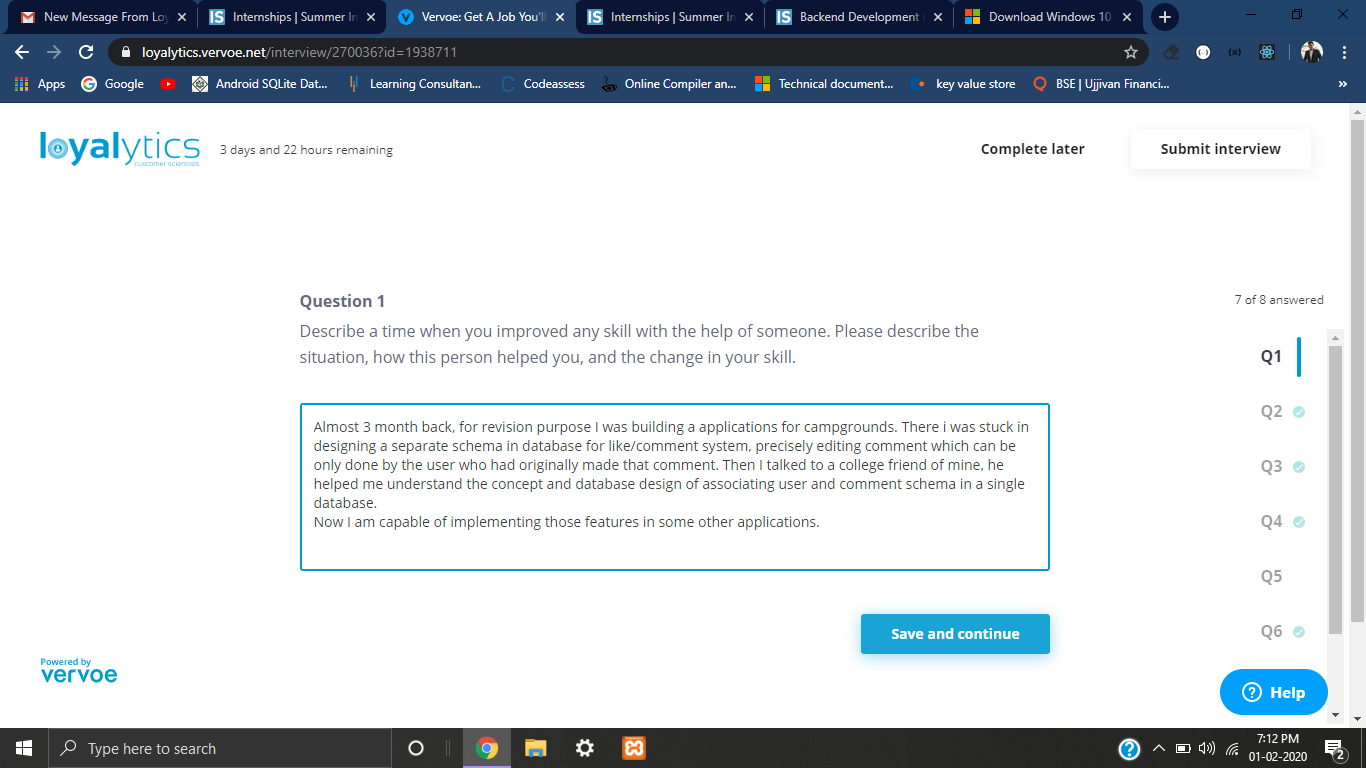 New Message From Lo
Internships | Summer In
Vervoe: Get A Job You'll
Internships | Summer In
Backend Development
Download Windows 10
loyalytics.vervoe.net/interview/270036?id=1938711
Apps
Google
Android SQLite Dat...
Learning Consultan...
Codeassess
Online Compiler an...
Technical document...
key value store
BSE | Ujjivan Financi...
»
loyalytics
customer scientists
3 days and 22 hours remaining
Complete later
Submit interview
Question 1
7 of 8 answered
Describe a time when you improved any skill with the help of someone. Please describe the
situation, how this person helped you, and the change in your skill.
Almost 3 month back, for revision purpose I was building a applications for campgrounds. There i was stuck in
designing a separate schema in database for like/comment system, precisely editing comment which can be
only done by the user who had originally made that comment. Then I talked to a college friend of mine, he
helped me understand the concept and database design of associating user and comment schema in a single
database.
Now I am capable of implementing those features in some other applications.
Q1
Q2
Q3
Q4
Q5
Q6
Save and continue
Powered by
vervoe
Help
Type here to search
7:12 PM
01-02-2020
2